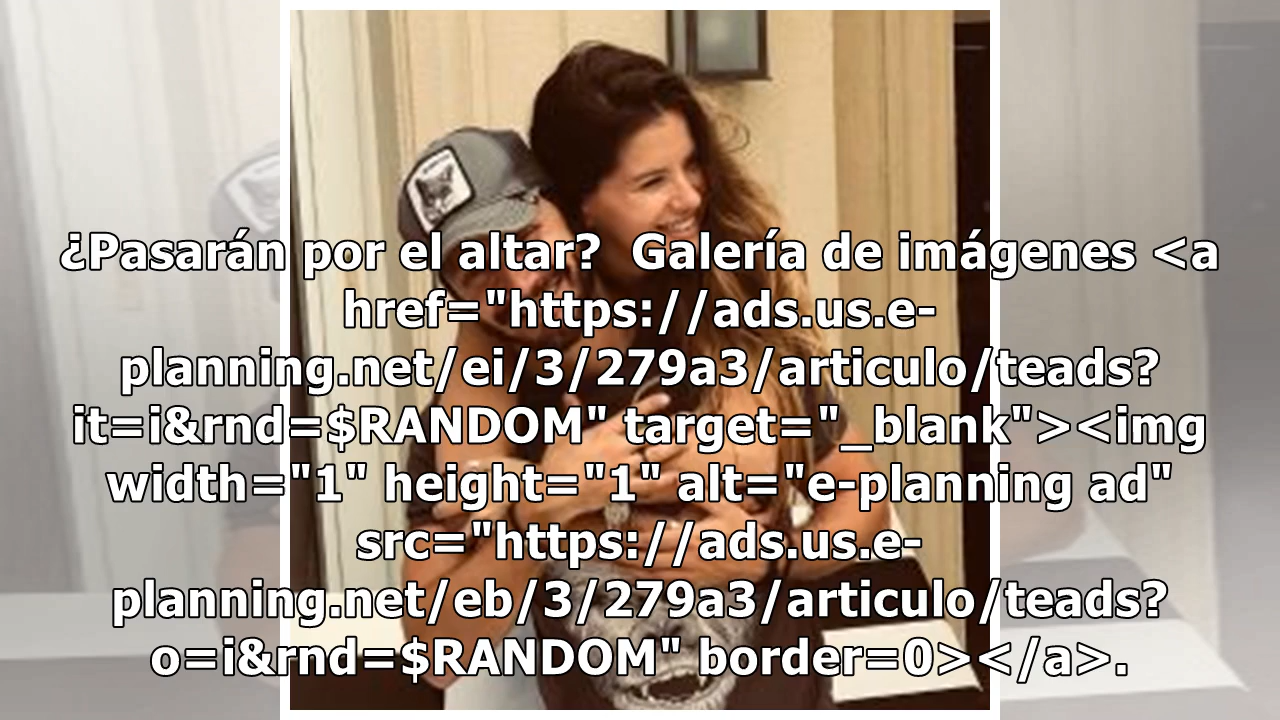 ¿Pasarán por el altar?  Galería de imágenes <a
href="https://ads.us.e-
planning.net/ei/3/279a3/articulo/teads?
it=i&rnd=$RANDOM" target="_blank"><img
width="1" height="1" alt="e-planning ad"
src="https://ads.us.e-
planning.net/eb/3/279a3/articulo/teads?
o=i&rnd=$RANDOM" border=0></a>.